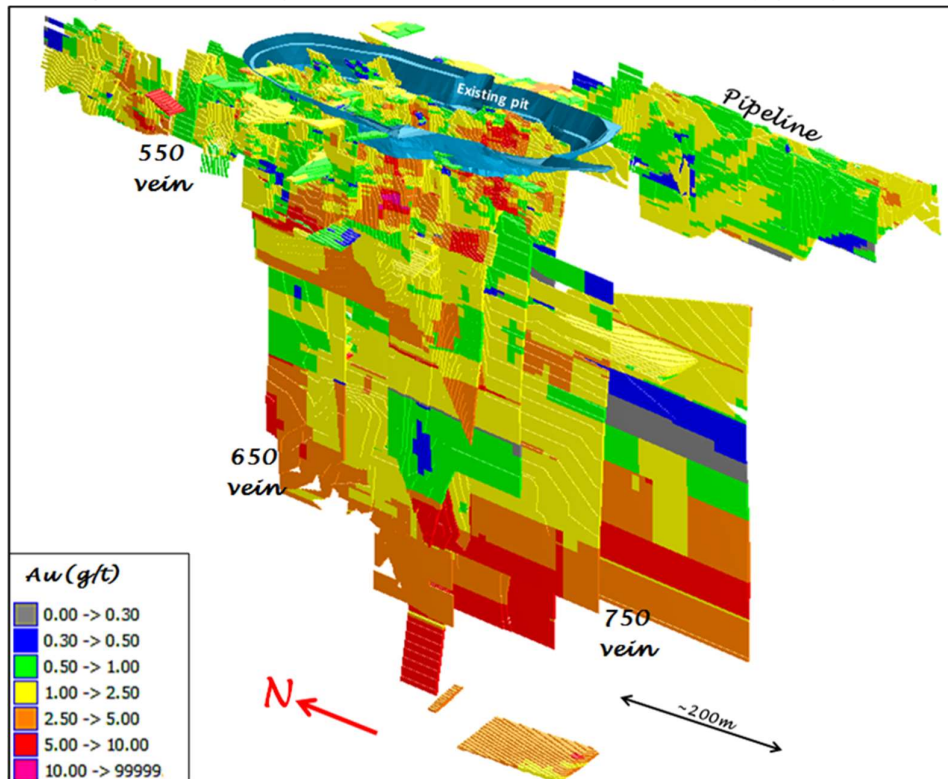 Existing pit
Pipeline
550
vein
650
vein
750
vein
N
~200m
Au (g/t)
0.00 -> 0.30
0.30 -> 0.50
0.50 -> 1.00
1.00 -> 2.50
2.50 -> 5.00
5.00 -> 10.00
10.00 -> 99999.